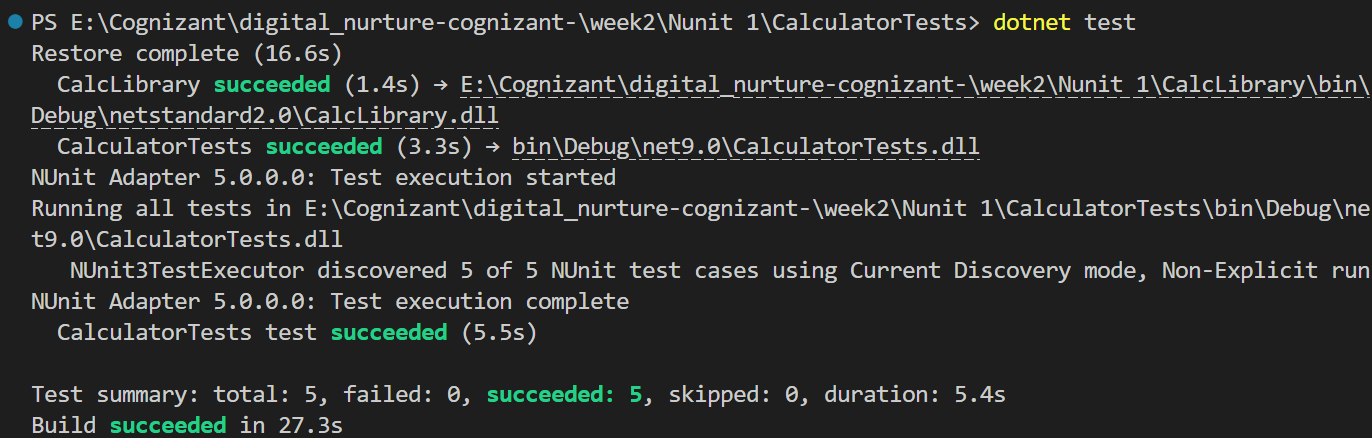 PS E:\Cognizant\digital_nurture-cognizant-\week2\Nunit 1\CalculatorTests> dotnet test
Restore complete (16.6s)
CalcLibrary succeeded (1.4s) → E:\Cognizant\digital_nurture-cognizant-\week2\Nunit 1\CalcLibrary\bin\
Debug\netstandard2.0\CalcLibrary.dll
CalculatorTests succeeded (3.3s) → bin\Debug\net9.0\CalculatorTests.dll
NUnit Adapter 5.0.0.0: Test execution started
Running all tests in E:\Cognizant\digital_nurture-cognizant-\week2\Nunit 1\CalculatorTests\bin\Debug\ne
t9.0\CalculatorTests.dll
NUnit3TestExecutor discovered 5 of 5 NUnit test cases using Current Discovery mode, Non-Explicit run
NUnit Adapter 5.0.0.0: Test execution complete
CalculatorTests test succeeded (5.5s)
Test summary: total: 5, failed: 0, succeeded: 5, skipped: 0, duration: 5.4s
Build succeeded in 27.3s